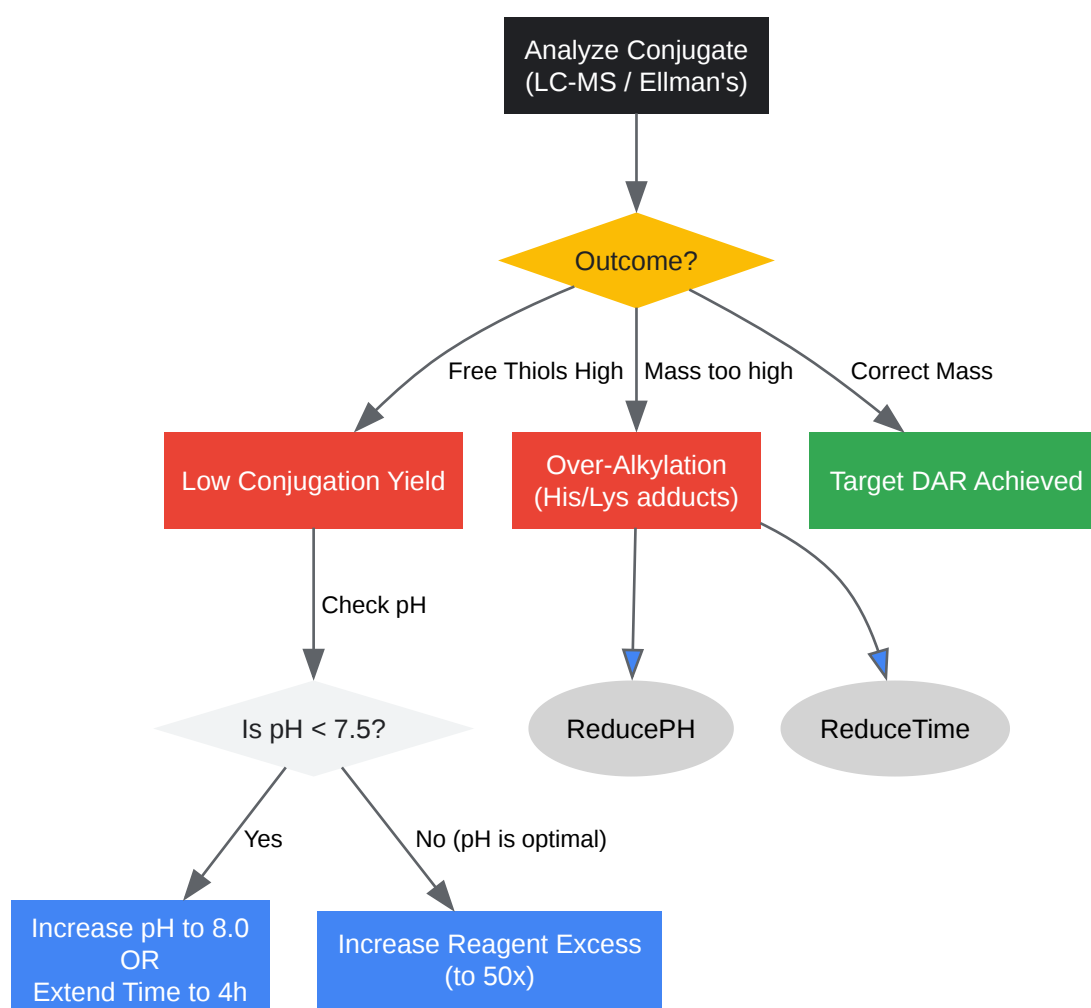 Analyze Conjugate
(LC-MS / Ellman's)
Outcome?
Free Thiols High
Mass too high
Correct Mass
Low Conjugation Yield
Over-Alkylation
(His/Lys adducts)
Target DAR Achieved
Check pH
Is pH < 7.5?
ReducePH
ReduceTime
Yes
No (pH is optimal)
Increase pH to 8.0
OR
Extend Time to 4h
Increase Reagent Excess
(to 50x)